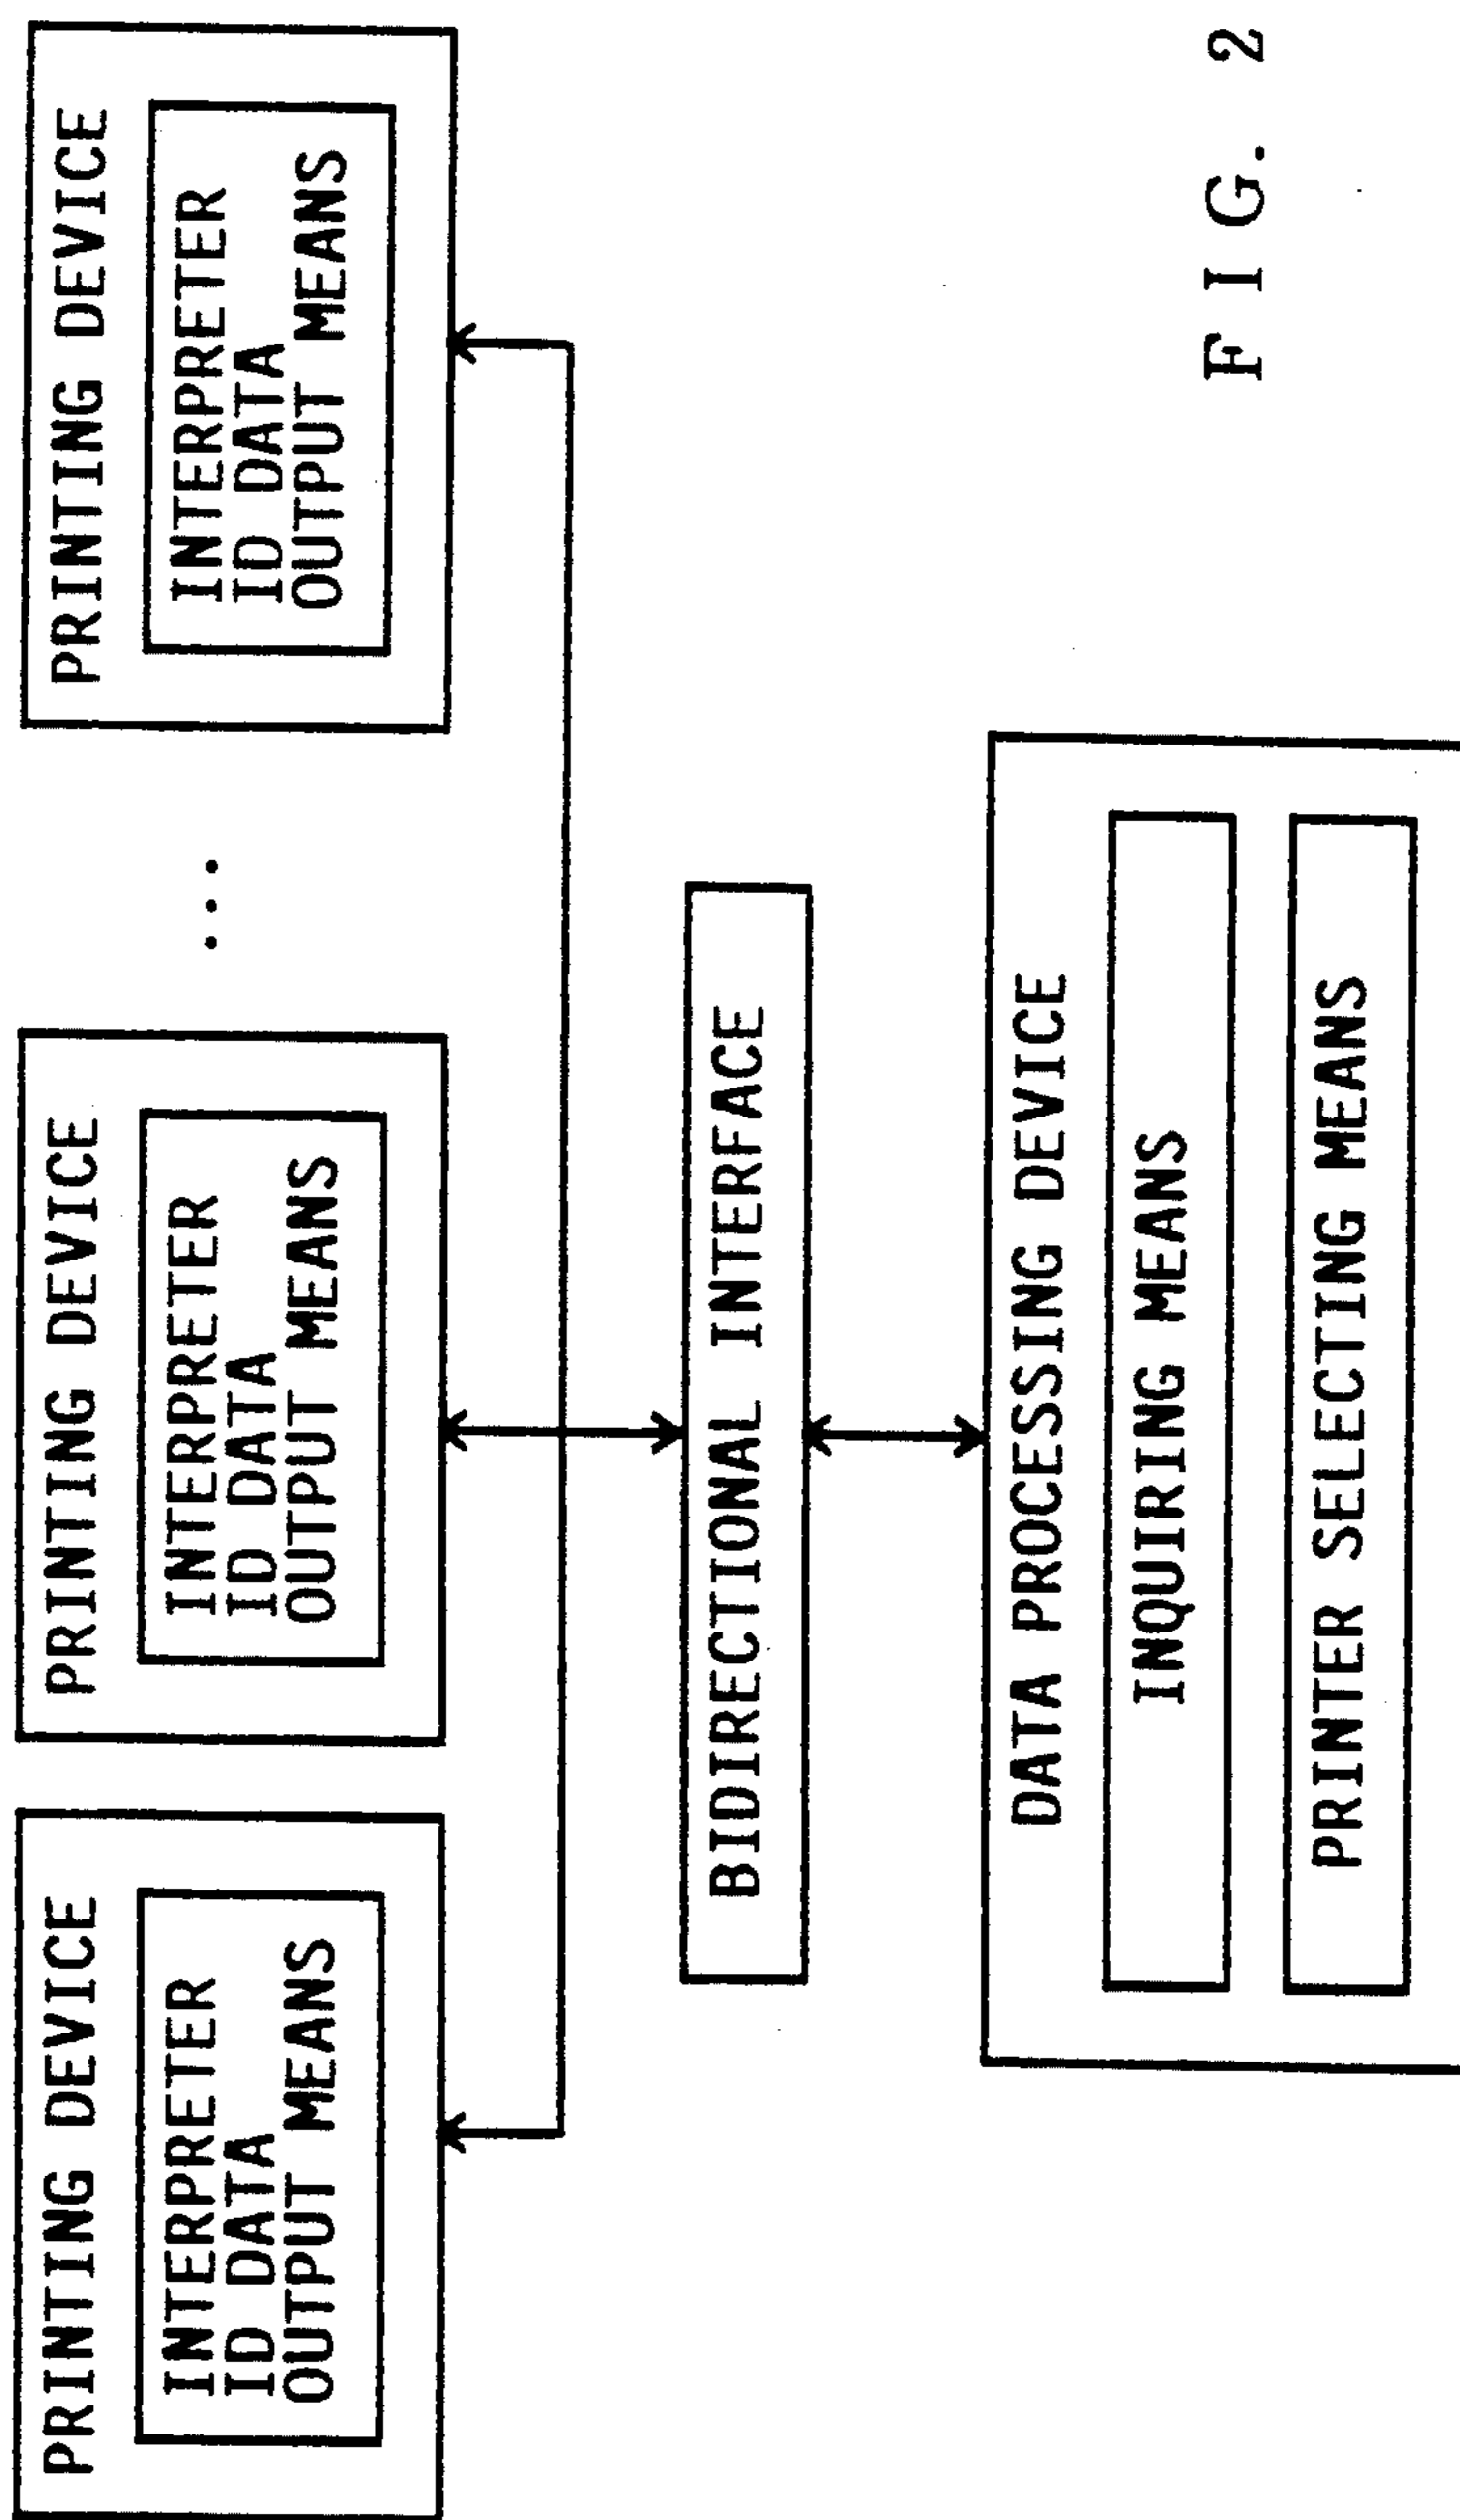 PRINTING DEVICE
INTERPRETER
ID DATA
OUTPUT MEANS
PRINTING DEVICE
INTERPRETER
ID DATA
OUTPUT MEANS
...
PRINTING DEVICE
INTERPRETER
ID DATA
OUTPUT MEANS
BIDIRECTIONAL INTERFACE
DATA PROCESSING DEVICE
INQUIRING MEANS
PRINTER SELECTING MEANS
FIG. 2